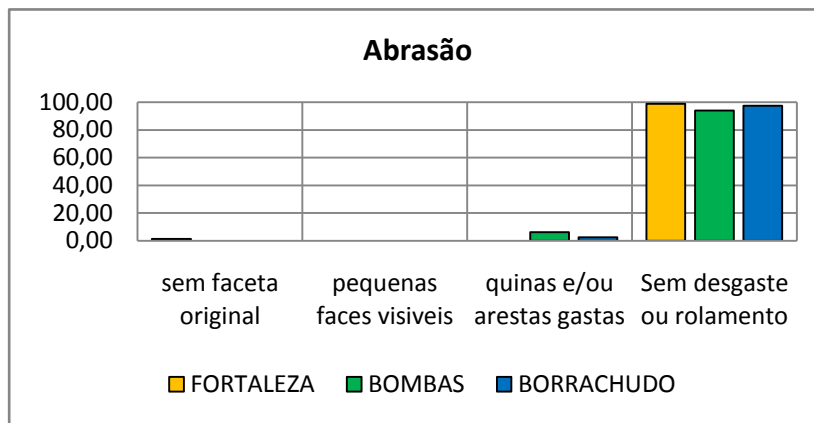 Abrasão
100,00
80,00
60,00
40,00
20,00
0,00
sem faceta original
pequenas faces visiveis
quinas e/ou arestas gastas
Sem desgaste ou rolamento
FORTALEZA BOMBAS BORRACHUDO